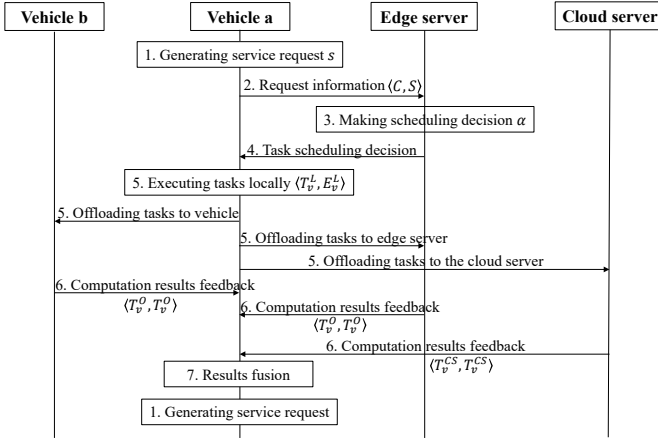 Vehicle b
Vehicle a
Edge server
Cloud server
1. Generating service request s
2. Request information ⟨C, S⟩
3. Making scheduling decision α
4. Task scheduling decision
5. Executing tasks locally ⟨T_v^L, E_v^L⟩
5. Offloading tasks to vehicle
5. Offloading tasks to edge server
5. Offloading tasks to the cloud server
6. Computation results feedback
⟨T_v^O, T_v^O⟩
6. Computation results feedback
⟨T_v^O, T_v^O⟩
6. Computation results feedback
⟨T_v^CS, T_v^CS⟩
7. Results fusion
1. Generating service request